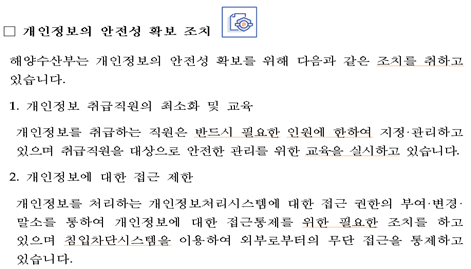 □ 개인정보의 안전성 확보 조치
해양수산부는 개인정보의 안전성 확보를 위해 다음과 같은 조치를 취하고
있습니다.
1. 개인정보 취급직원의 최소화 및 교육
개인정보를 취급하는 직원은 반드시 필요한 인원에 한하여 지정·관리하고
있으며 취급직원을 대상으로 안전한 관리를 위한 교육을 실시하고 있습니다.
2. 개인정보에 대한 접근 제한
개인정보를 처리하는 개인정보처리시스템에 대한 접근 권한의 부여·변경·
말소를 통하여 개인정보에 대한 접근통제를 위한 필요한 조치를 하고
있으며 침입차단시스템을 이용하여 외부로부터의 무단 접근을 통제하고
있습니다.